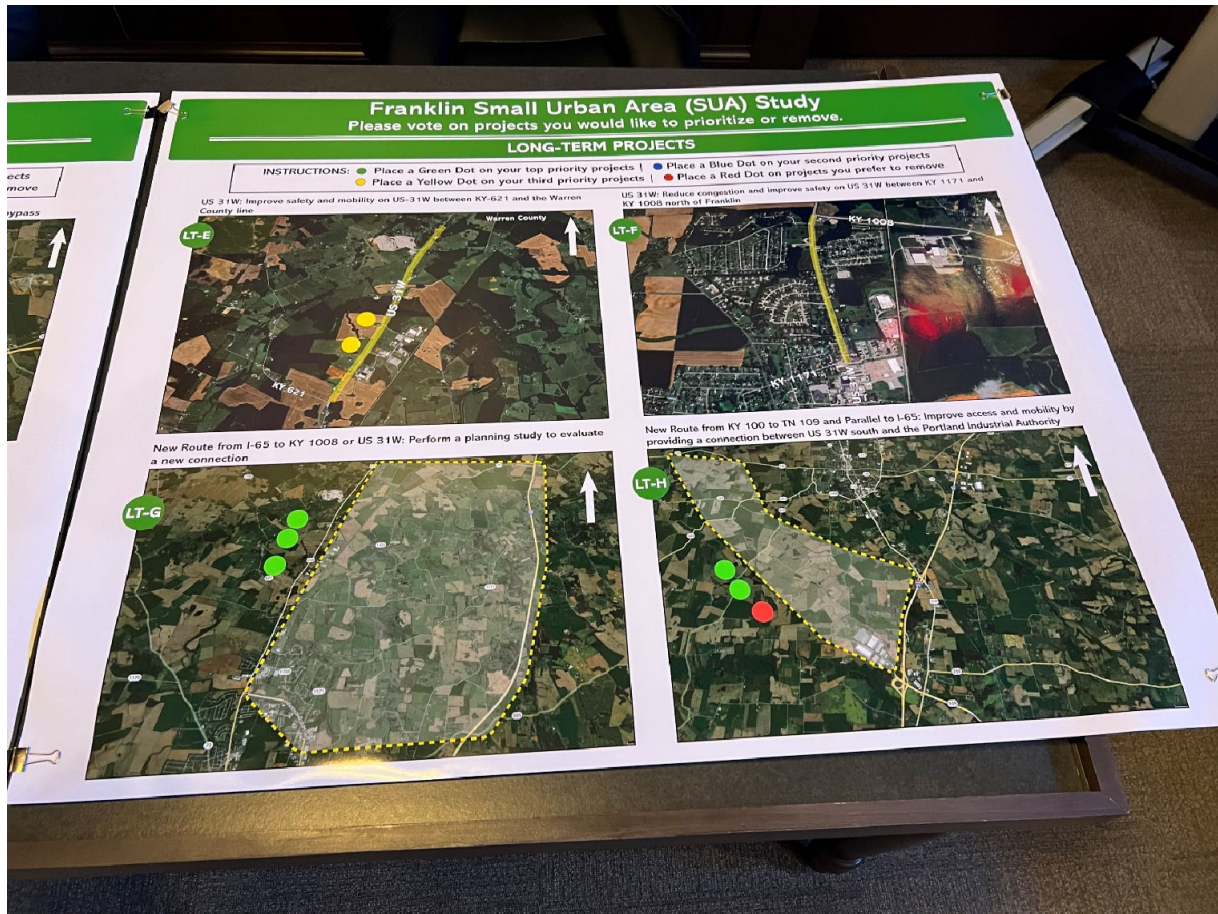 ects
move
bypass
Franklin Small Urban Area (SUA) Study
Please vote on projects you would like to prioritize or remove.
LONG-TERM PROJECTS
INSTRUCTIONS: Place a Green Dot on your top priority projects | Place a Blue Dot on your second priority projects
Place a Yellow Dot on your third priority projects | Place a Red Dot on projects you prefer to remove
US 31W: Improve safety and mobility on US-31W between KY-621 and the Warren
County line
LT-E
Warren County
US-31W
KY-621
US 31W: Reduce congestion and improve safety on US 31W between KY 1171 and
KY 1008 north of Franklin
LT-F
KY-1008
KY-1171
New Route from I-65 to KY 1008 or US 31W: Perform a planning study to evaluate
a new connection
LT-G
New Route from KY 100 to TN 109 and Parallel to I-65: Improve access and mobility by
providing a connection between US 31W south and the Portland Industrial Authority
LT-H